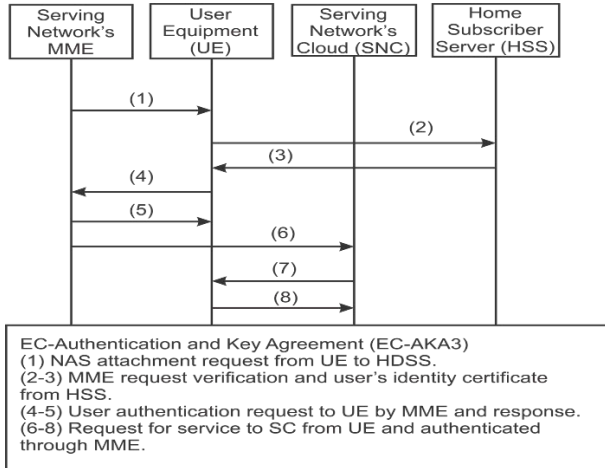 Serving
Network's
MME
User
Equipment
(UE)
Serving
Network's
Cloud (SNC)
Home
Subscriber
Server (HSS)
(1)
(2)
(3)
(4)
(5)
(6)
(7)
(8)
EC-Authentication and Key Agreement (EC-AKA3)
(1) NAS attachment request from UE to HDSS.
(2-3) MME request verification and user's identity certificate
from HSS.
(4-5) User authentication request to UE by MME and response.
(6-8) Request for service to SC from UE and authenticated
through MME.